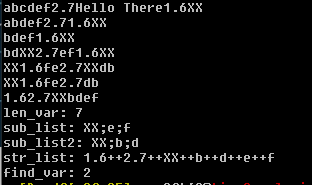 abcdef2.7Hello There1.6XX
abdef2.71.6XX
bdef1.6XX
bdXX2.7ef1.6XX
XX1.6fe2.7XXdb
XX1.6fe2.7db
1.62.7XXbdef
len_var: 7
sub_list: XX;e;f
sub_list2: XX;b;d
str_list: 1.6++2.7++XX++b++d++e++f
find_var: 2